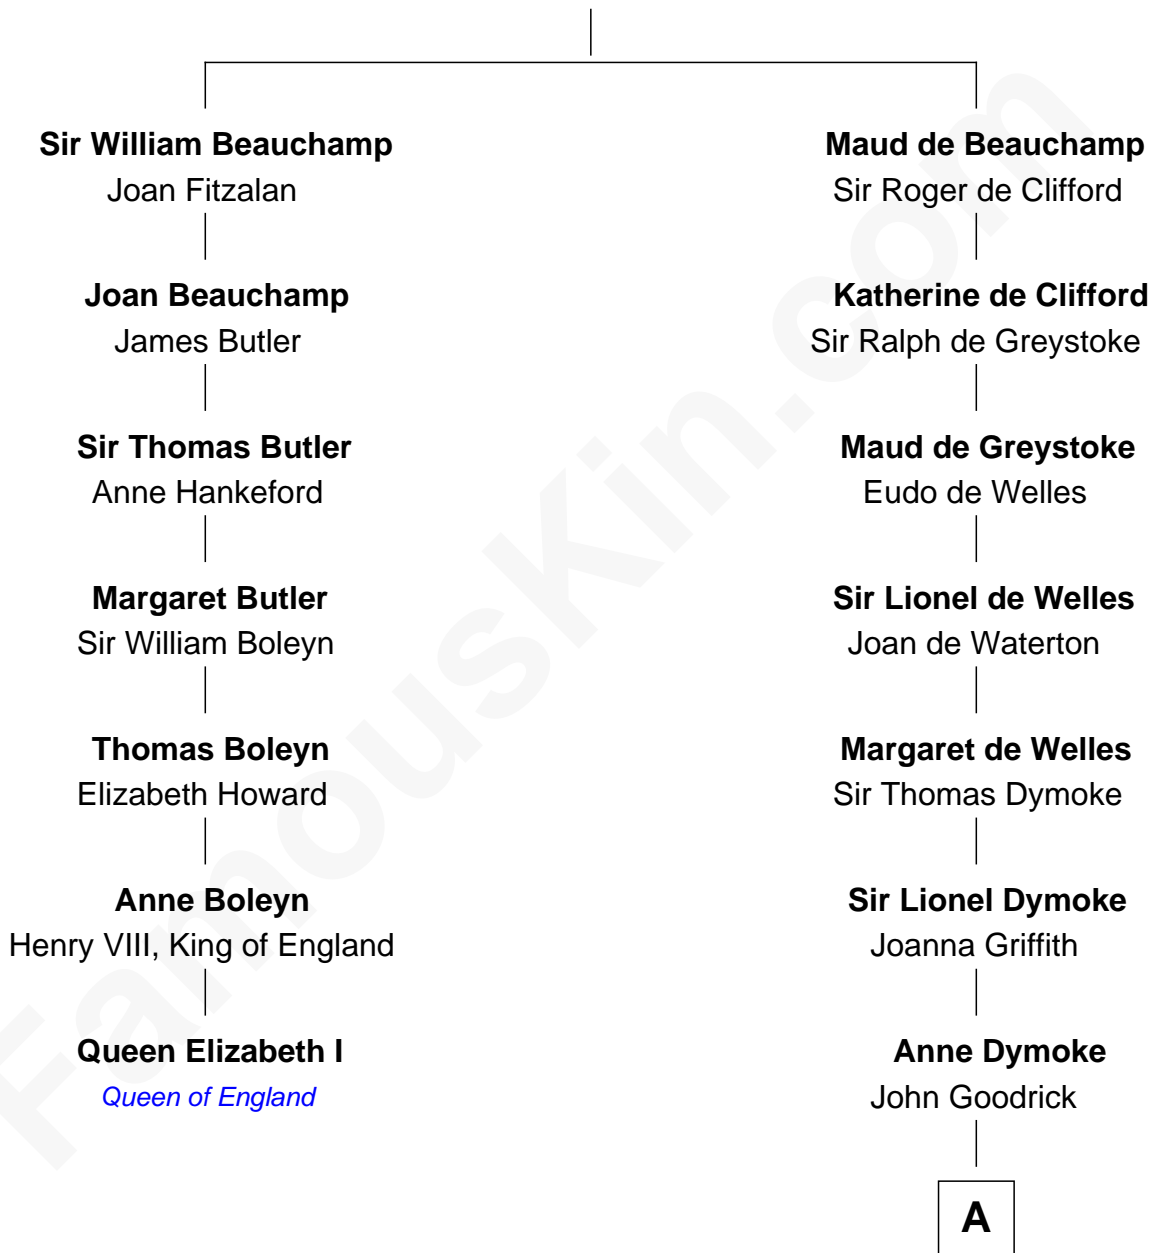 Sir William Beauchamp
Joan Fitzalan
Joan Beauchamp
James Butler
Sir Thomas Butler
Anne Hankeford
Margaret Butler
Sir William Boleyn
Thomas Boleyn
Elizabeth Howard
Anne Boleyn
Henry VIII, King of England
Queen Elizabeth I
Queen of England
Maud de Beauchamp
Sir Roger de Clifford
Katherine de Clifford
Sir Ralph de Greystoke
Maud de Greystoke
Eudo de Welles
Sir Lionel de Welles
Joan de Waterton
Margaret de Welles
Sir Thomas Dymoke
Sir Lionel Dymoke
Joanna Griffith
Anne Dymoke
John Goodrick
A
FamousKin.com